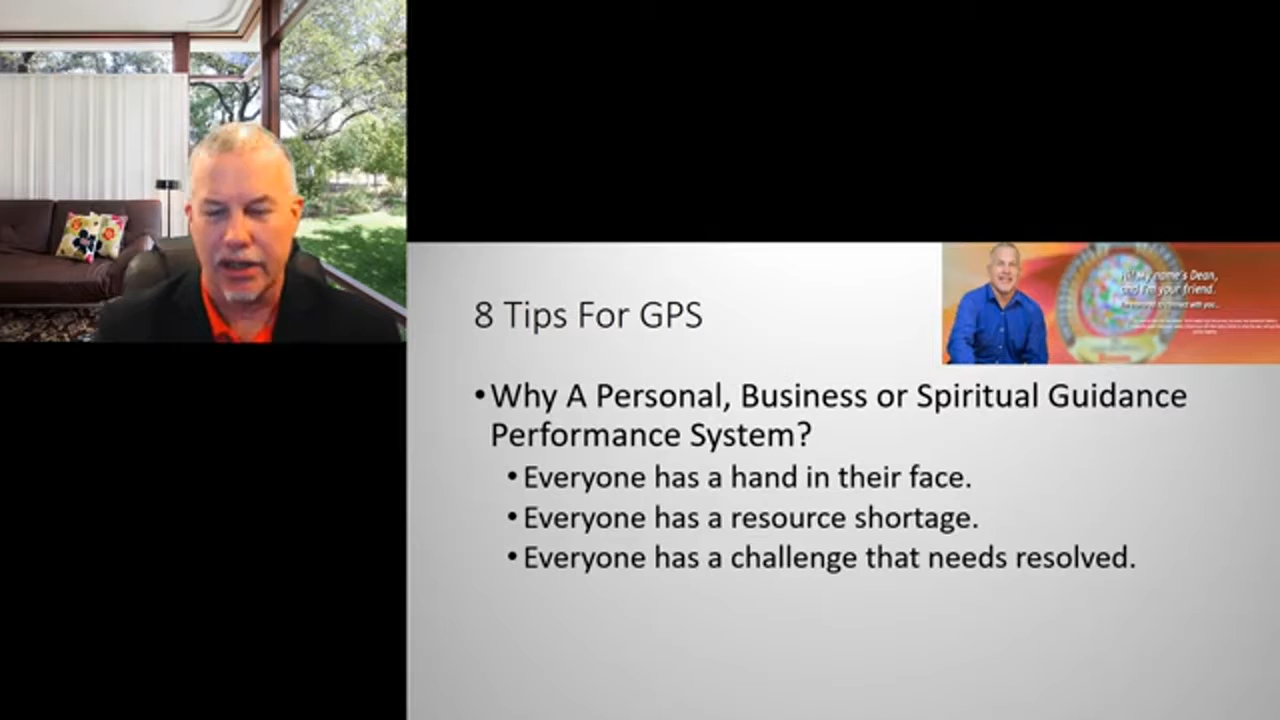 8 Tips For GPS
Hi! My name's Dean,
and I'm your friend.
•Why A Personal, Business or Spiritual Guidance
Performance System?
•Everyone has a hand in their face.
•Everyone has a resource shortage.
•Everyone has a challenge that needs resolved.